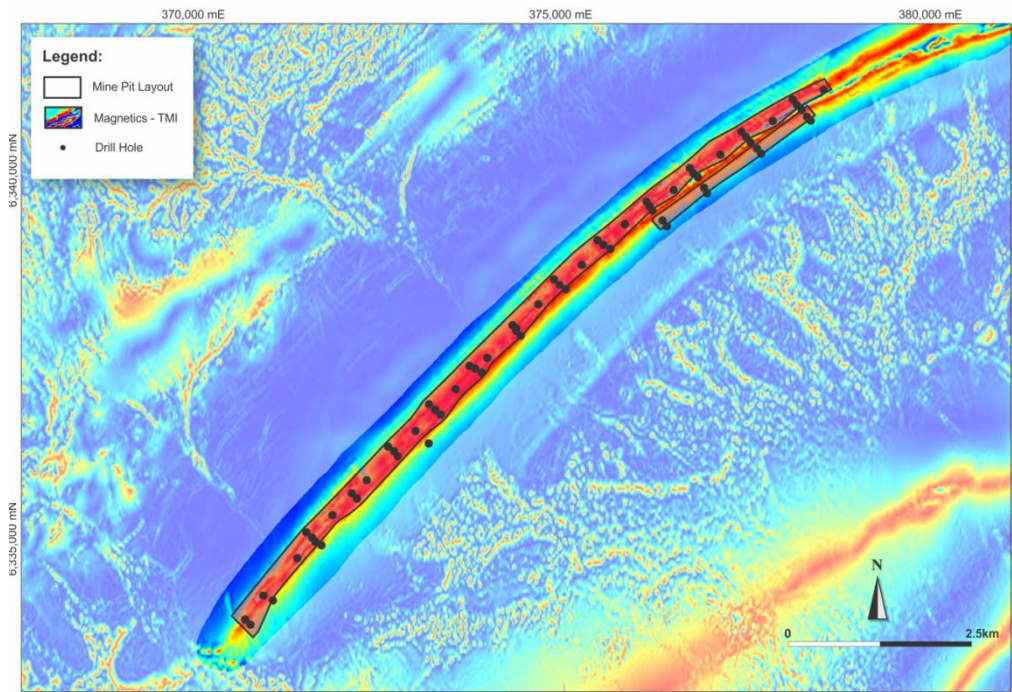 370,000 mE
375,000 mE
380,000 mE
Legend:
Mine Pit Layout
Magnetics - TMI
Drill Hole
6,340,000 mN
6,335,000 mN
N
0
2.5km